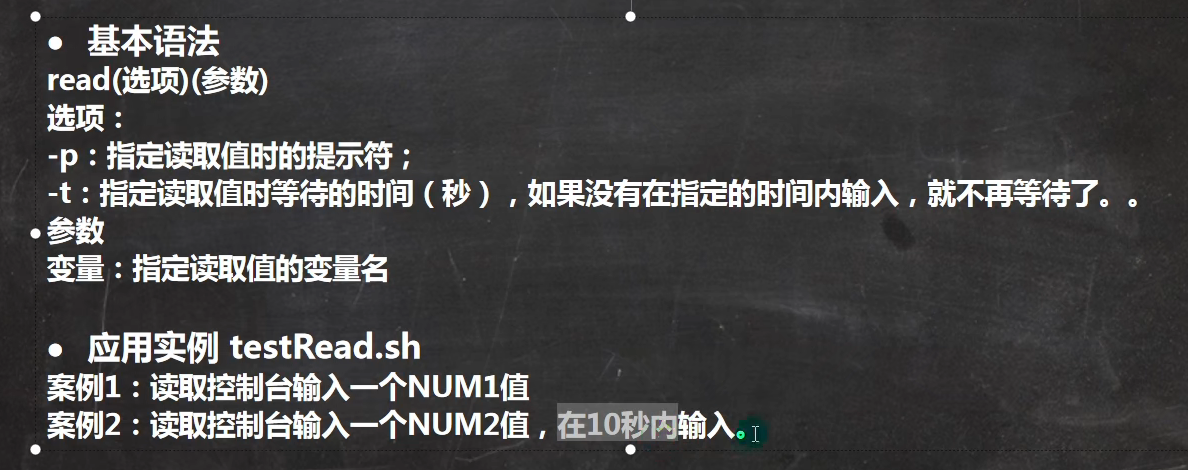 ● 基本语法
read(选项)(参数)
选项：
-p：指定读取值时的提示符；
-t：指定读取值时等待的时间（秒），如果没有在指定的时间内输入，就不再等待了。。
参数
变量：指定读取值的变量名
● 应用实例 testRead.sh
案例1：读取控制台输入一个NUM1值
案例2：读取控制台输入一个NUM2值，在10秒内输入。